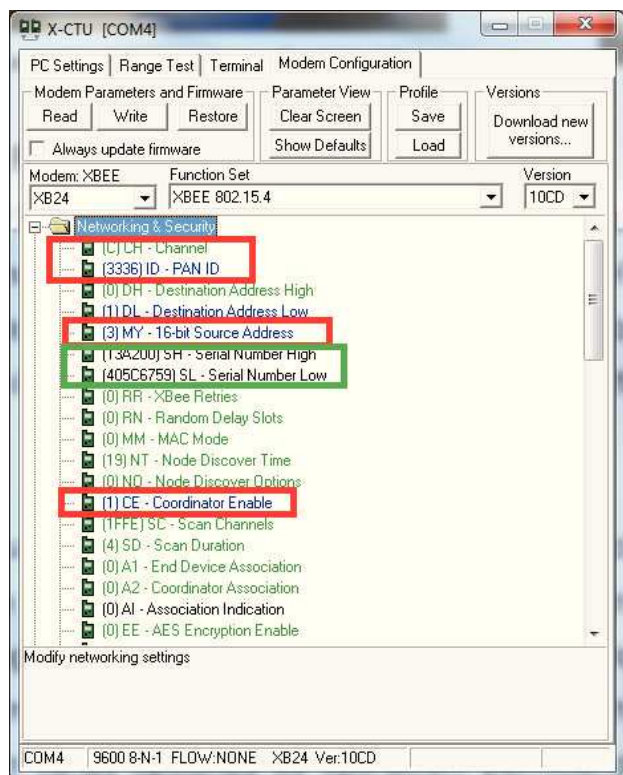 X-CTU [COM4]
PC Settings Range Test Terminal Modem Configuration
Modem Parameters and Firmware Parameter View Profile Versions
Read Write Restore Clear Screen Save Download new versions...
Always update firmware Show Defaults Load
Modem: XBEE Function Set Version
XB24 XBEE 802.15.4 10CD
Networking & Security
(C) CH - Channel
(3336) ID - PAN ID
(0) DH - Destination Address High
(1) DL - Destination Address Low
(3) MY - 16-bit Source Address
(13A200) SH - Serial Number High
(405C6759) SL - Serial Number Low
(0) RR - XBee Retries
(0) RN - Random Delay Slots
(0) MM - MAC Mode
(19) NT - Node Discover Time
(0) NO - Node Discover Options
(1) CE - Coordinator Enable
(1FFE) SC - Scan Channels
(4) SD - Scan Duration
(0) A1 - End Device Association
(0) A2 - Coordinator Association
(0) AI - Association Indication
(0) EE - AES Encryption Enable
Modify networking settings
COM4 9600 8-N-1 FLOW:NONE XB24 Ver:10CD